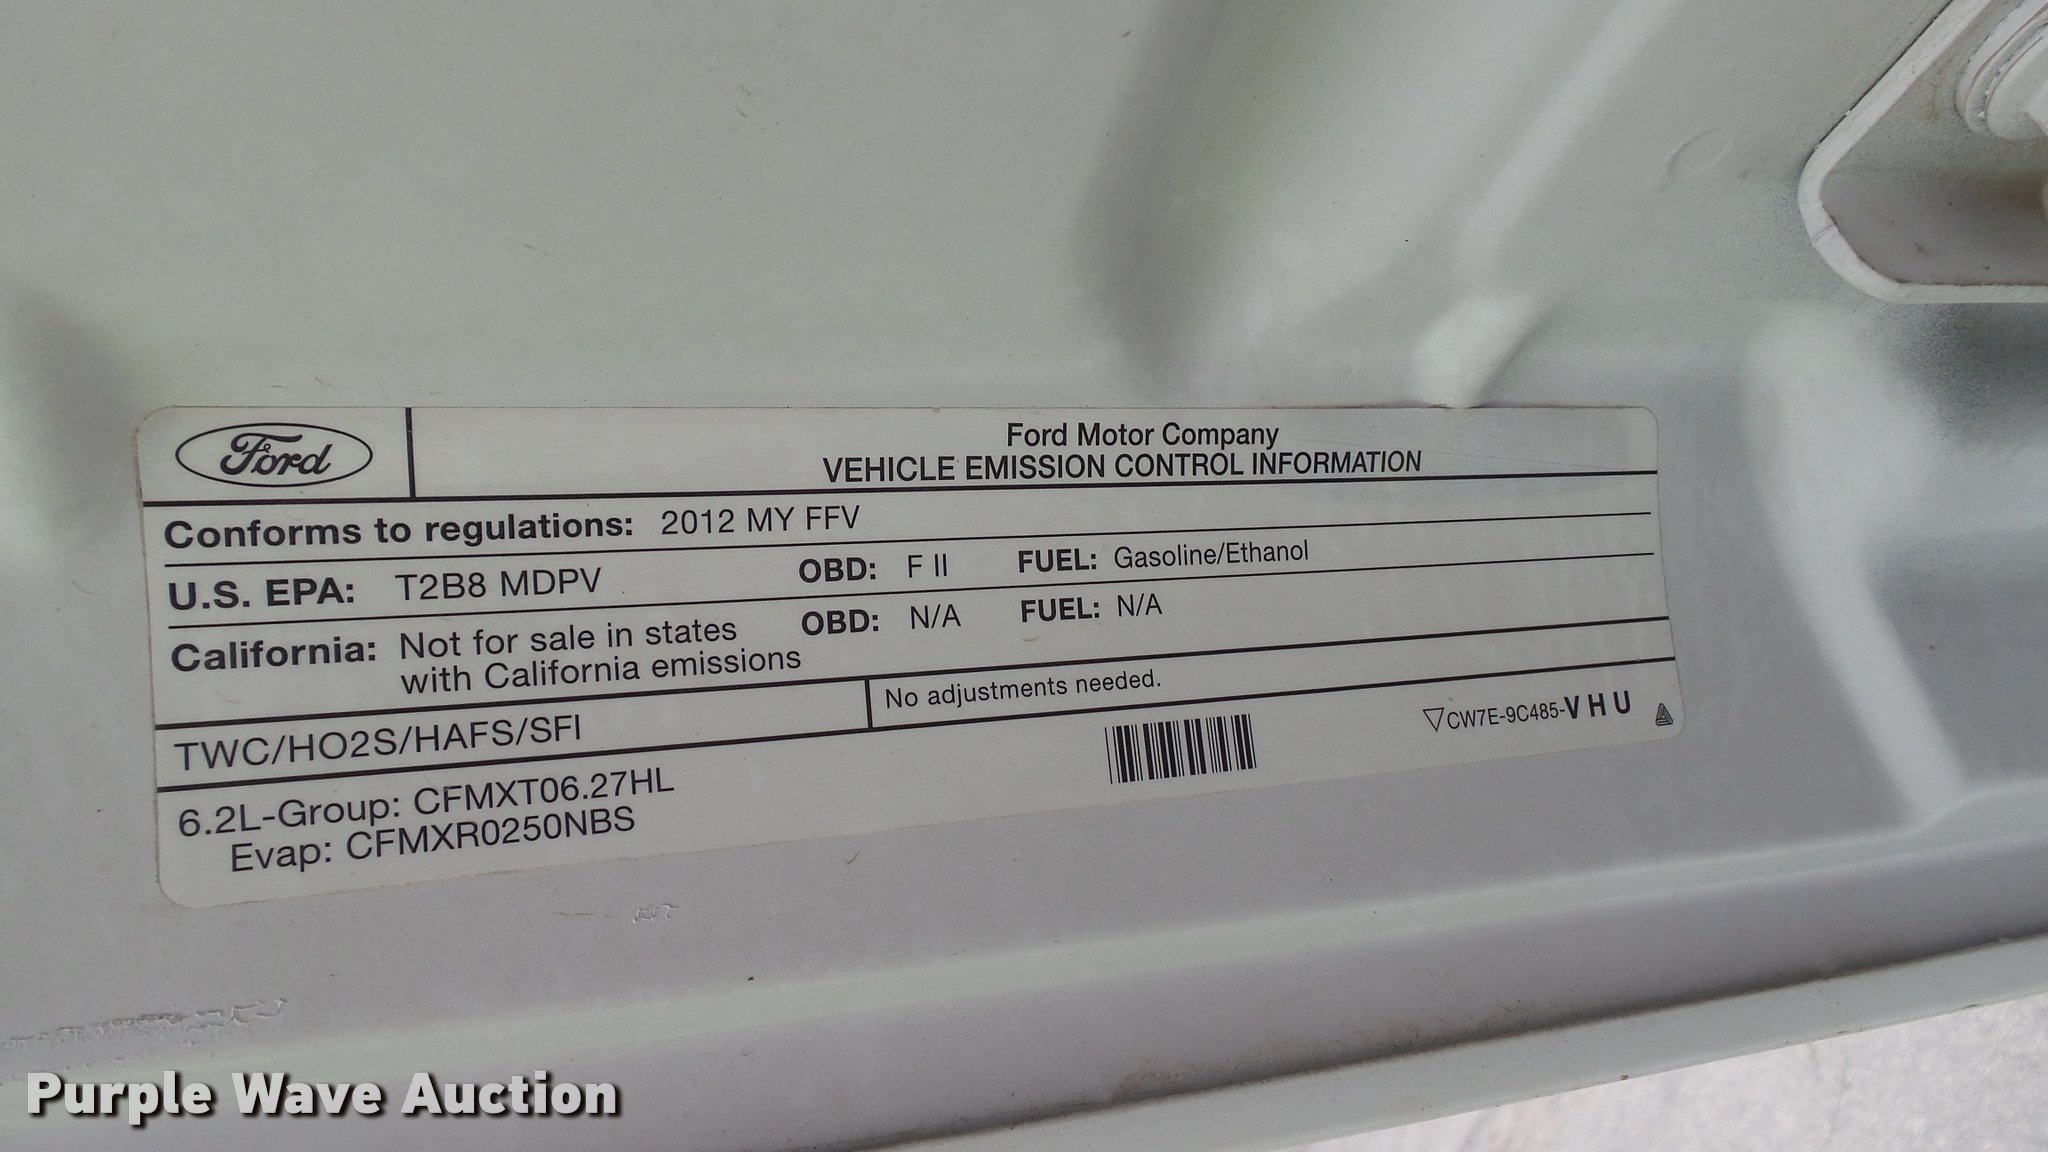 Ford
Ford Motor Company
VEHICLE EMISSION CONTROL INFORMATION
Conforms to regulations: 2012 MY FFV
U.S. EPA: T2B8 MDPV OBD: F II FUEL: Gasoline/Ethanol
California: Not for sale in states OBD: N/A FUEL: N/A
with California emissions
TWC/HO2S/HAFS/SFI
No adjustments needed.
6.2L-Group: CFMXT06.27HL
Evap: CFMXR0250NBS
CW7E-9C485-VHU
Purple Wave Auction